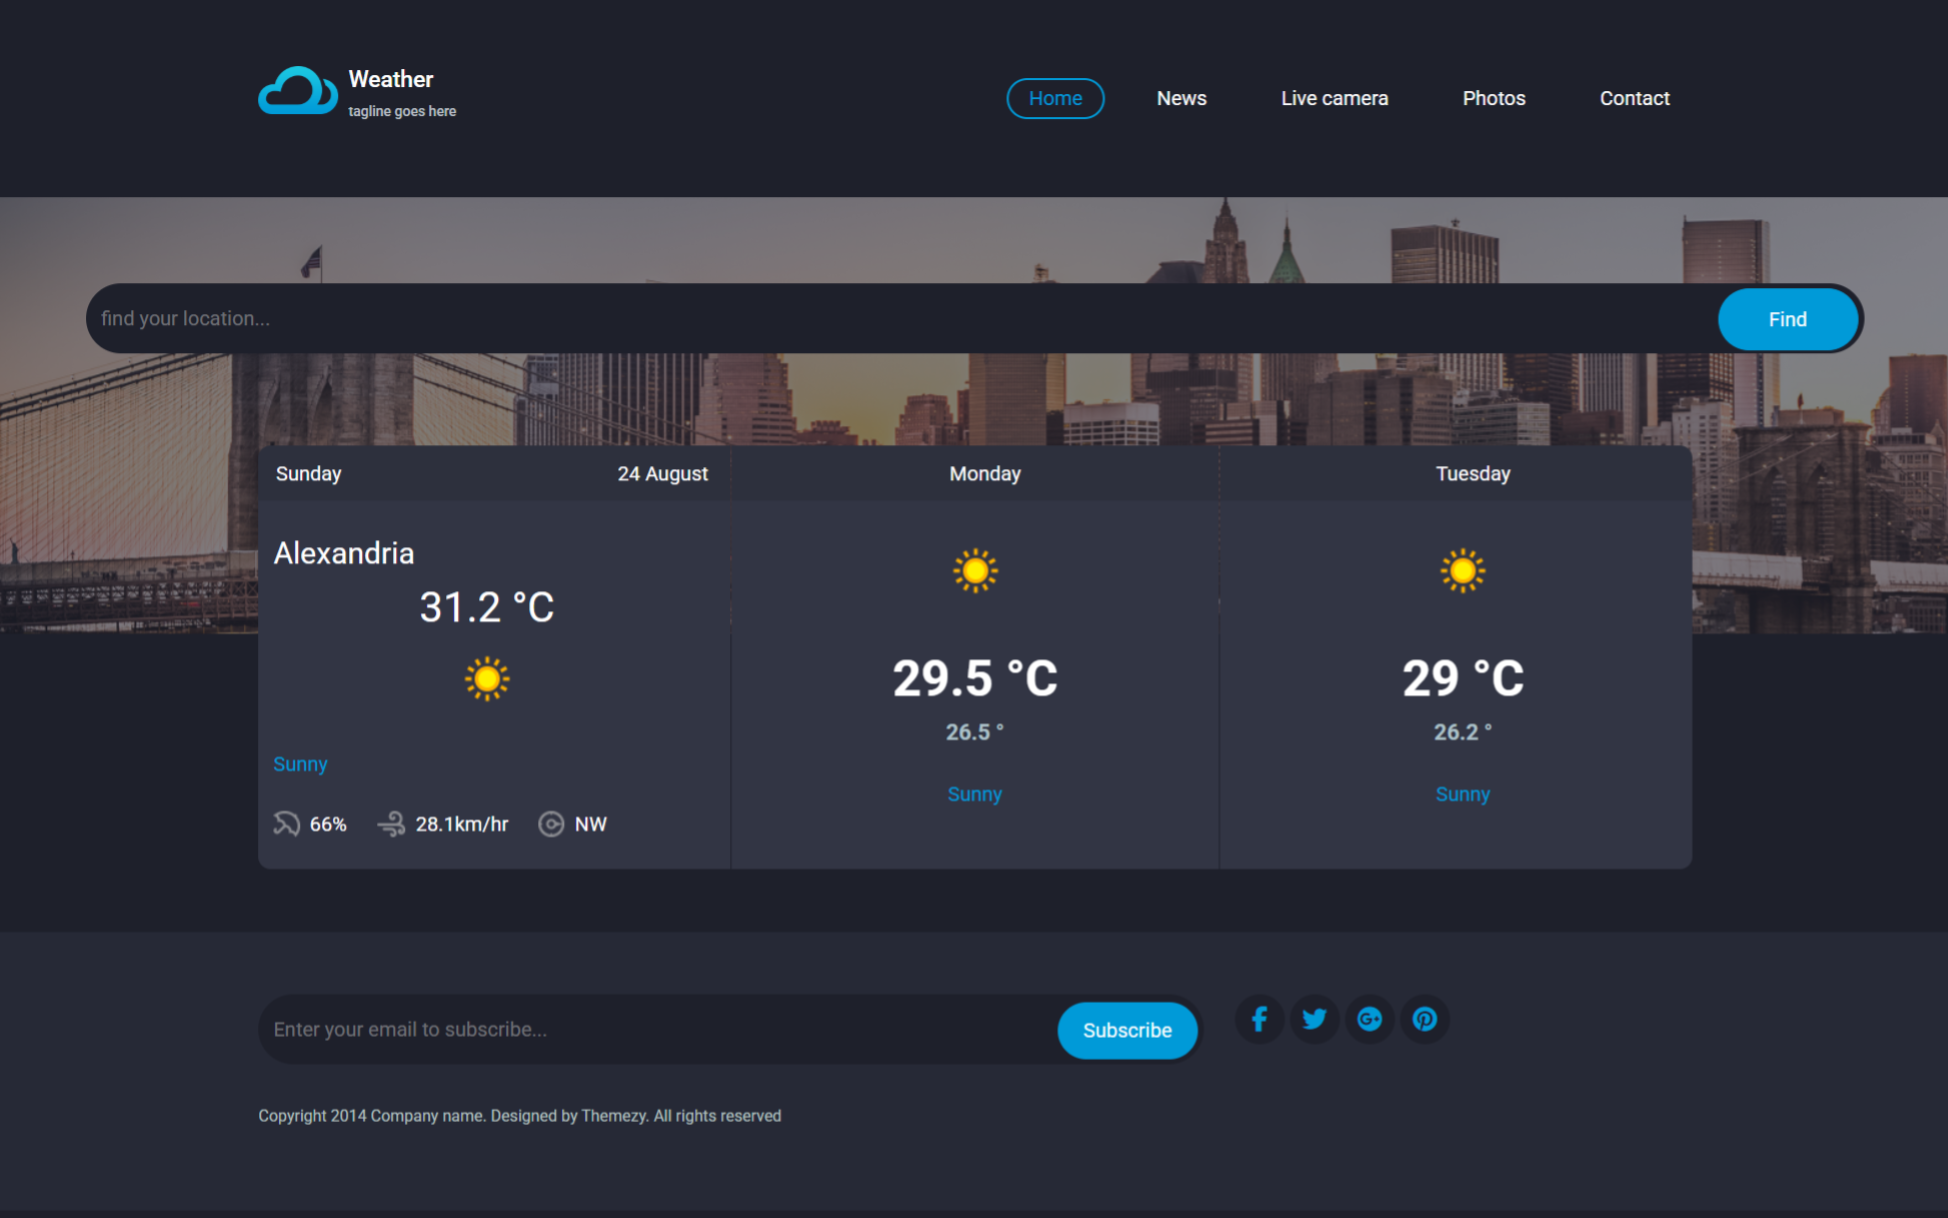 Weather
tagline goes here
Home
News
Live camera
Photos
Contact
find your location...
Find
Sunday
24 August
Alexandria
31.2 °C
Sunny
66%
28.1km/hr
NW
Monday
29.5 °C
26.5 °
Sunny
Tuesday
29 °C
26.2 °
Sunny
Enter your email to subscribe...
Subscribe
Copyright 2014 Company name. Designed by Themezy. All rights reserved